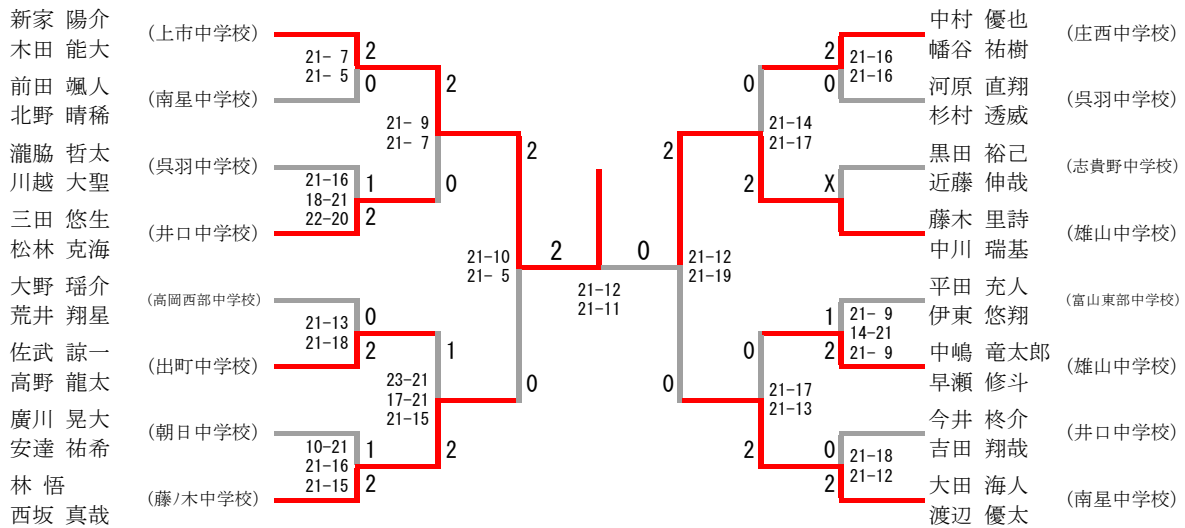 新家 陽介
木田 能大
(上市中学校)
前田 颯人
北野 晴稀
(南星中学校)
瀧脇 哲太
川越 大聖
(呉羽中学校)
三田 悠生
松林 克海
(井口中学校)
大野 瑶介
荒井 翔星
(高岡西部中学校)
佐武 諒一
高野 龍太
(出町中学校)
廣川 晃大
安達 祐希
(朝日中学校)
林 悟
西坂 真哉
(藤ノ木中学校)
21- 7
21- 5
2
0
21-16
18-21
22-20
1
2
21-13
21-18
0
2
10-21
21-16
21-15
1
2
21- 9
21- 7
2
0
23-21
17-21
21-15
1
2
21-10
21- 5
2
0
2
0
21-12
21-11
2
0
21-12
21-19
0
2
21-14
21-17
0
2
21-17
21-13
2
0
21-16
21-16
X
1
2
21- 9
14-21
21- 9
0
2
21-18
21-12
中村 優也
幡谷 祐樹
(庄西中学校)
河原 直翔
杉村 透威
(呉羽中学校)
黒田 裕己
近藤 伸哉
(志貴野中学校)
藤木 里詩
中川 瑞基
(雄山中学校)
平田 充人
伊東 悠翔
(富山東部中学校)
中嶋 竜太郎
早瀬 修斗
(雄山中学校)
今井 柊介
吉田 翔哉
(井口中学校)
大田 海人
渡辺 優太
(南星中学校)